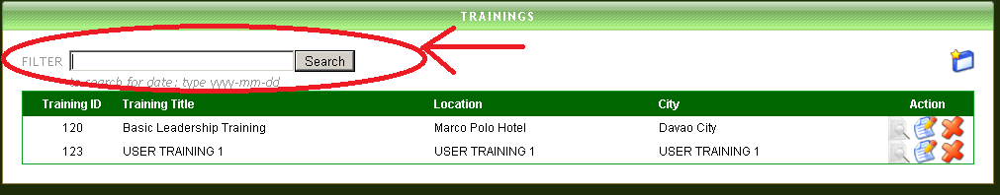 TRAININGS
FILTER Search
to search for date: type yyyy-mm-dd
Training ID Training Title Location City Action
120 Basic Leadership Training Marco Polo Hotel Davao City
123 USER TRAINING 1 USER TRAINING 1 USER TRAINING 1